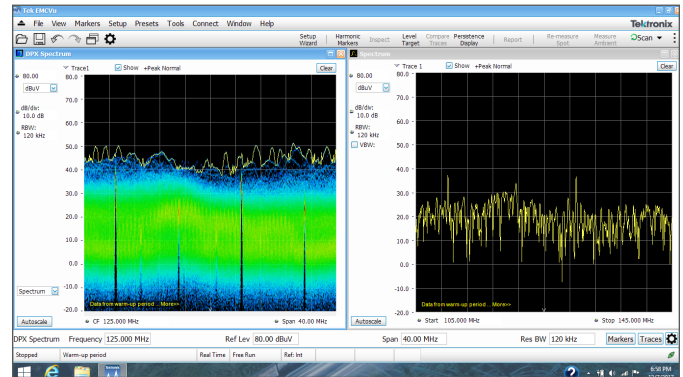 Tek EMCVu
File View Markers Setup Presets Tools Connect Window Help
Tektronix
Setup Wizard
Harmonic Markers
Inspect
Level Target
Compare Traces
Persistence Display
Report
Re-measure Spot
Measure Ambient
Scan
DPX Spectrum
Trace1 Show +Peak Normal Clear
80.00
dBuV
dB/div:
10.0 dB
RBW:
120 kHz
80.0
70.0
60.0
50.0
40.0
30.0
20.0
10.0
0.0
-10.0
-20.0
Spectrum
Data from warm-up period ... More>>
Autoscale
CF 125.000 MHz
Span 40.00 MHz
Spectrum
Trace 1 Show +Peak Normal Clear
80.00
dBuV
dB/div:
10.0 dB
RBW:
120 kHz
VBW:
80.0
70.0
60.0
50.0
40.0
30.0
20.0
10.0
0.0
-10.0
-20.0
Data from warm-up period ... More>>
Autoscale
Start 105.000 MHz
Stop 145.000 MHz
DPX Spectrum Frequency 125.000 MHz Ref Lev 80.00 dBuV Span 40.00 MHz Res BW 120 kHz Markers Traces
Stopped Warm-up period Real Time Free Run Ref: Int
6:58 PM